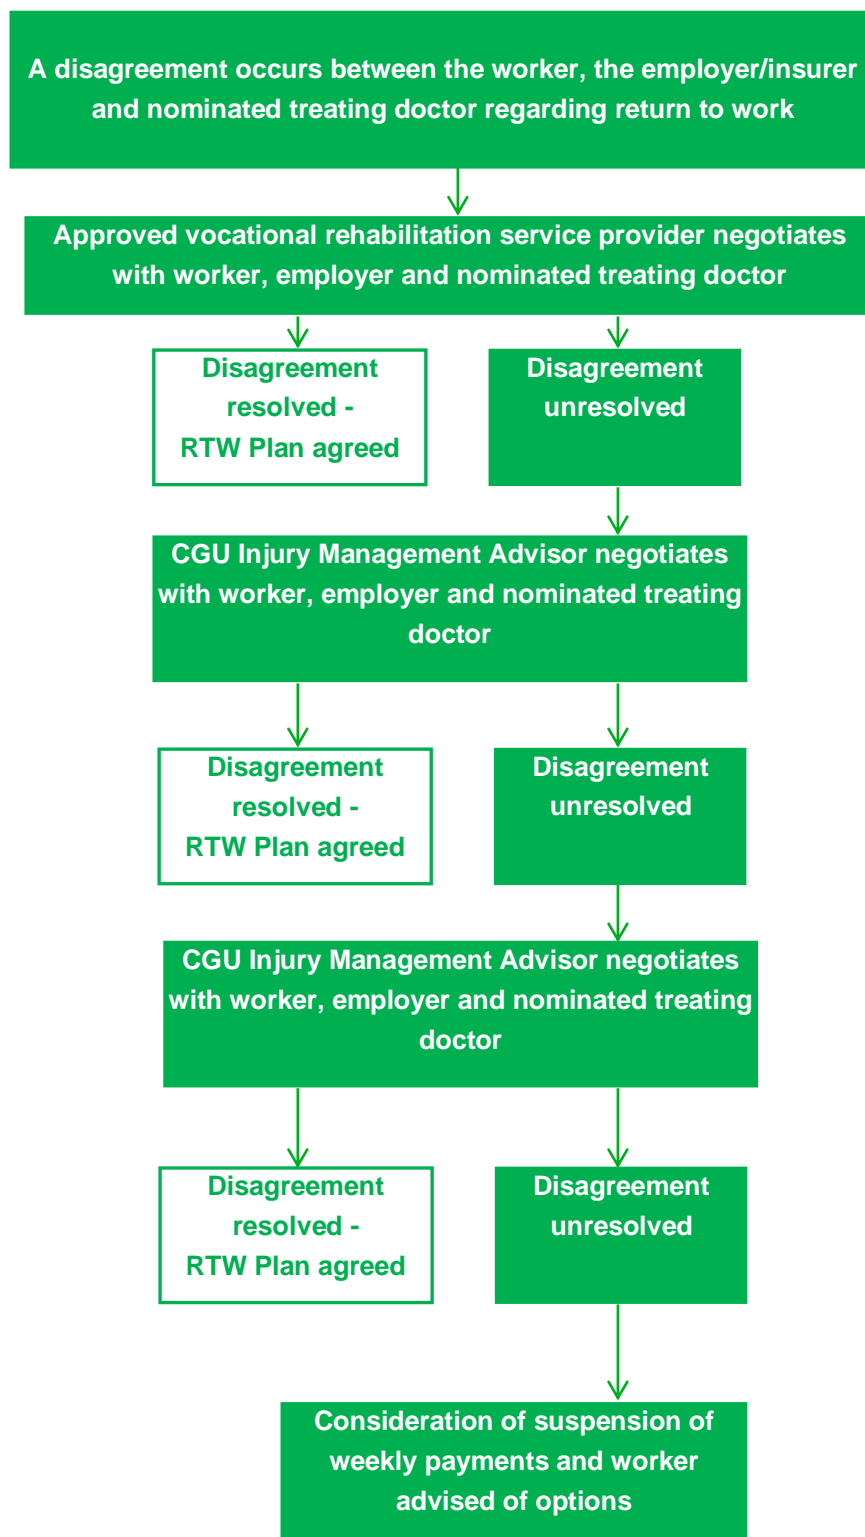 A disagreement occurs between the worker, the employer/insurer
and nominated treating doctor regarding return to work
Approved vocational rehabilitation service provider negotiates
with worker, employer and nominated treating doctor
Disagreement
resolved -
RTW Plan agreed
Disagreement
unresolved
CGU Injury Management Advisor negotiates
with worker, employer and nominated treating
doctor
Disagreement
resolved -
RTW Plan agreed
Disagreement
unresolved
CGU Injury Management Advisor negotiates
with worker, employer and nominated treating
doctor
Disagreement
resolved -
RTW Plan agreed
Disagreement
unresolved
Consideration of suspension of
weekly payments and worker
advised of options